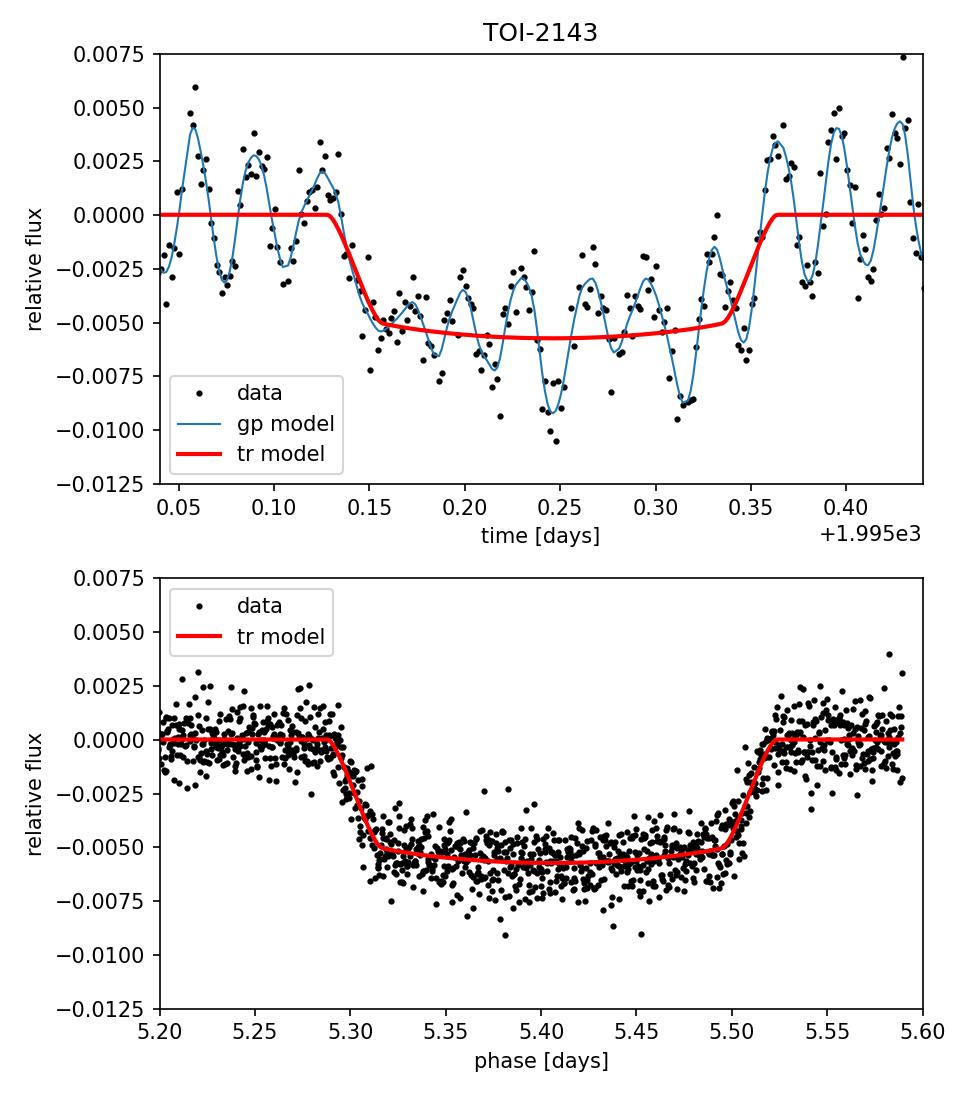 TOI-2143
0.0075
0.0050
0.0025
0.0000
−0.0025
−0.0050
−0.0075
−0.0100
−0.0125
relative flux
data
gp model
tr model
0.05 0.10 0.15 0.20 0.25 0.30 0.35 0.40
time [days]
+1.995e3
0.0075
0.0050
0.0025
0.0000
−0.0025
−0.0050
−0.0075
−0.0100
−0.0125
relative flux
data
tr model
5.20 5.25 5.30 5.35 5.40 5.45 5.50 5.55 5.60
phase [days]